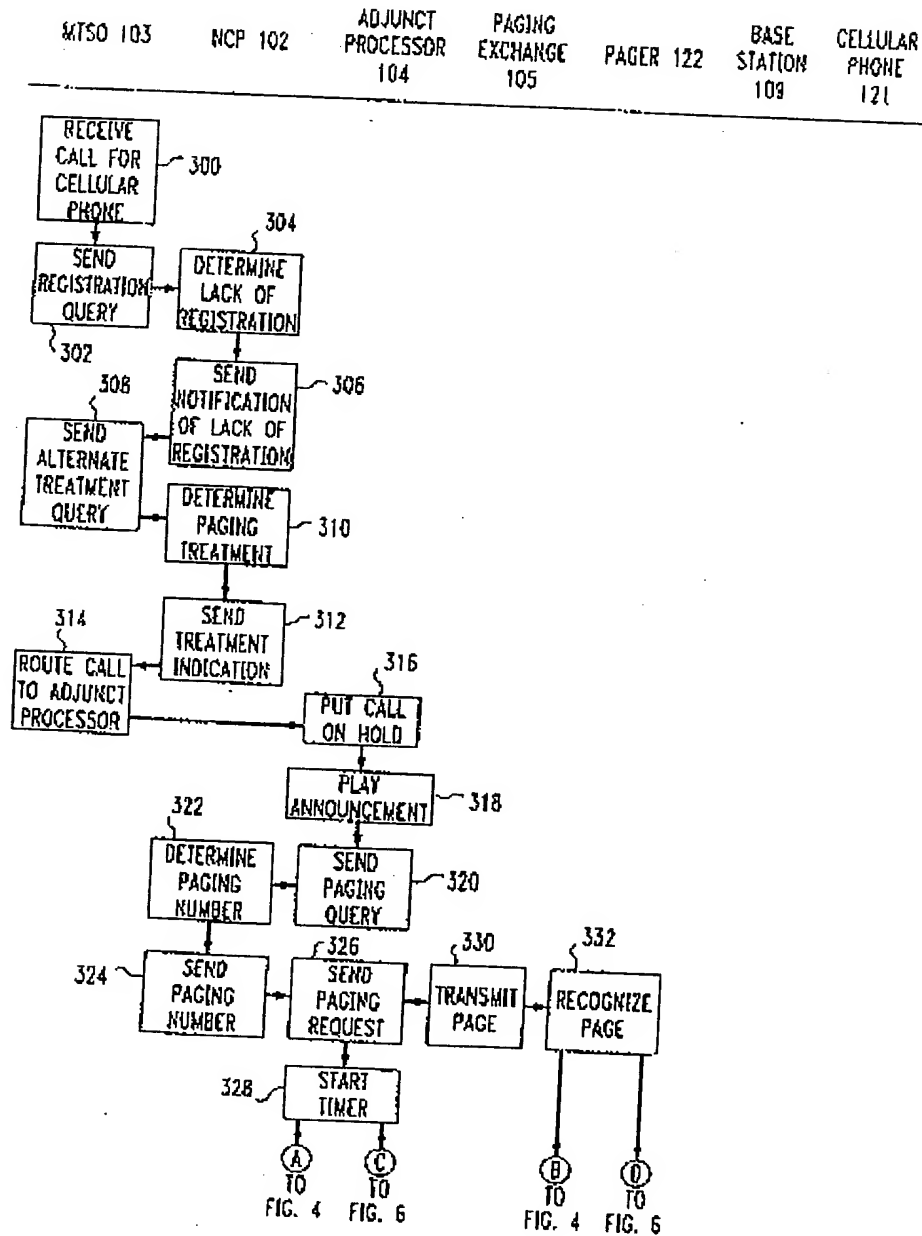 MTSO 103
NCP 102
ADJUNCT
PROCESSOR
104
PAGING
EXCHANGE
105
PAGER 122
BASE
STATION
109
CELLULAR
PHONE
121
RECEIVE
CALL FOR
CELLULAR
PHONE
300
SEND
REGISTRATION
QUERY
302
304
DETERMINE
LACK OF
REGISTRATION
SEND
NOTIFICATION
OF LACK OF
REGISTRATION
306
308
SEND
ALTERNATE
TREATMENT
QUERY
DETERMINE
PAGING
TREATMENT
310
SEND
TREATMENT
INDICATION
312
314
ROUTE CALL
TO ADJUNCT
PROCESSOR
316
PUT CALL
ON HOLD
PLAY
ANNOUNCEMENT
318
322
DETERMINE
PAGING
NUMBER
SEND
PAGING
QUERY
320
324
SEND
PAGING
NUMBER
326
SEND
PAGING
REQUEST
330
TRANSMIT
PAGE
332
RECOGNIZE
PAGE
328
START
TIMER
A
TO
FIG. 4
C
TO
FIG. 6
B
TO
FIG. 4
D
TO
FIG. 6